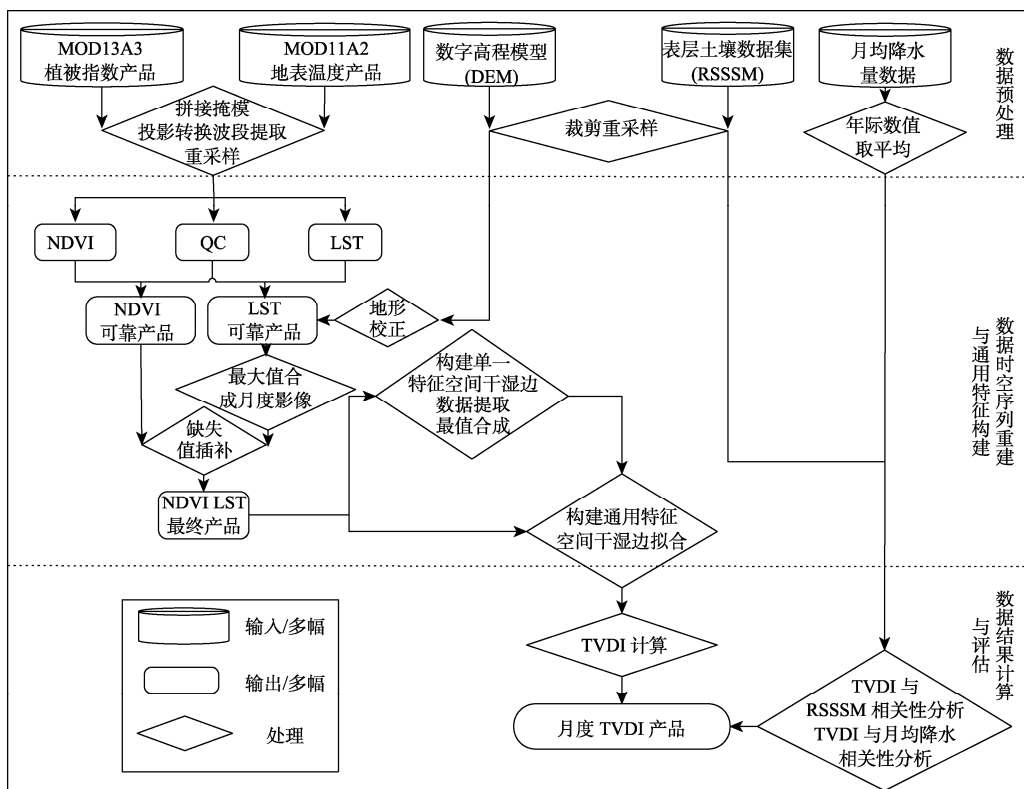 MOD13A3
植被指数产品
MOD11A2
地表温度产品
数字高程模型
(DEM)
表层土壤数据集
(RSSSM)
月均降水
量数据
数据预处理
拼接掩模
投影转换波段提取
重采样
裁剪重采样
年际数值
取平均
NDVI
QC
LST
NDVI
可靠产品
LST
可靠产品
地形
校正
最大值合
成月度影像
构建单一
特征空间干湿边
数据提取
最值合成
缺失
值插补
NDVI LST
最终产品
构建通用特征
空间干湿边拟合
数据时空序列重建
与通用特征构建
输入/多幅
输出/多幅
处理
TVDI 计算
月度 TVDI 产品
TVDI 与
RSSSM 相关性分析
TVDI 与月均降水
相关性分析
数据结果计算
与评估